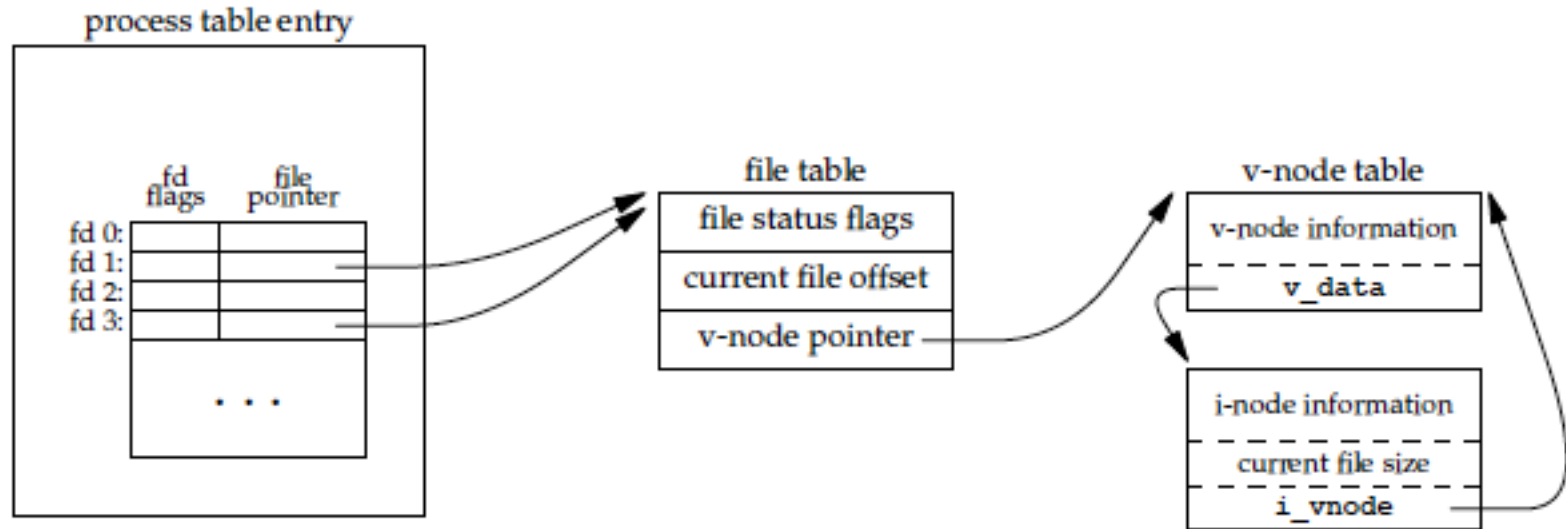 process table entry
fd
flags
file
pointer
fd 0:
fd 1:
fd 2:
fd 3:
. . .
file table
file status flags
current file offset
v-node pointer
v-node table
v-node information
v_data
i-node information
current file size
i_vnode